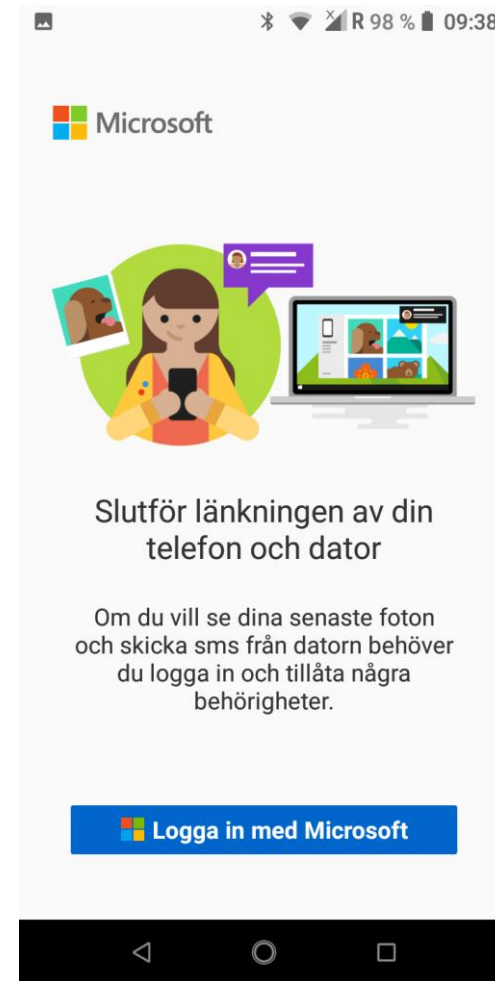 R 98 % 09:38
Microsoft
Slutför länkningen av din
telefon och dator
Om du vill se dina senaste foton
och skicka sms från datorn behöver
du logga in och tillåta några
behörigheter.
Logga in med Microsoft